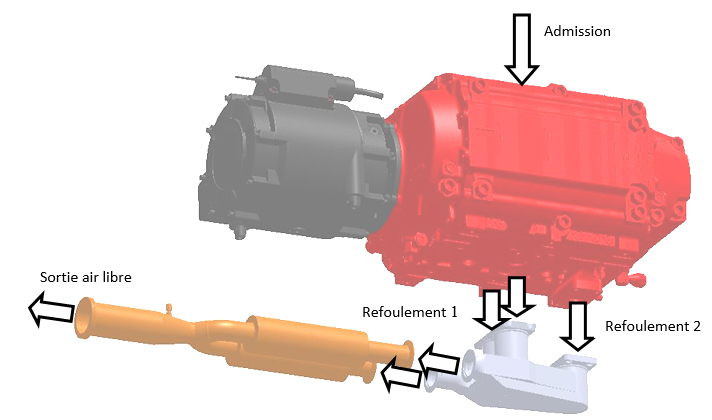 Admission
Sortie air libre
Refoulement 1
Refoulement 2